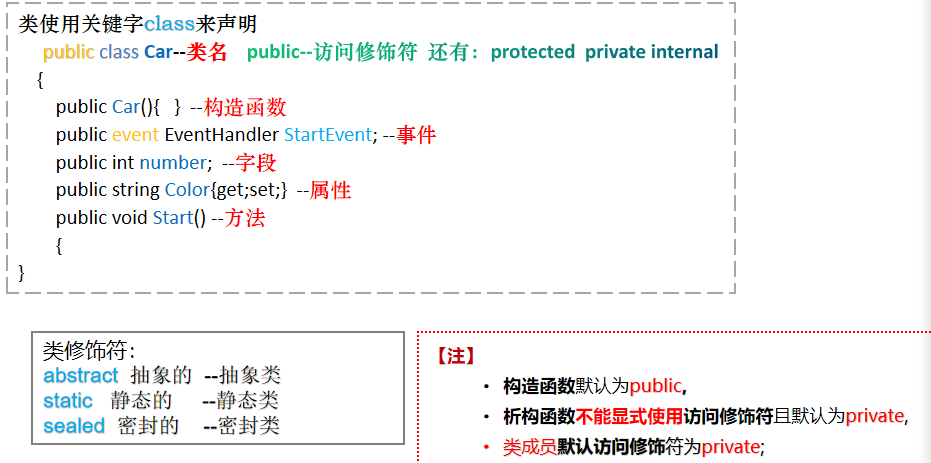 类使用关键字class来声明
public class Car--类名 public--访问修饰符 还有：protected private internal
{
public Car(){ } --构造函数
public event EventHandler StartEvent; --事件
public int number; --字段
public string Color{get;set;} --属性
public void Start() --方法
{
}
类修饰符：
abstract 抽象的 --抽象类
static 静态的 --静态类
sealed 密封的 --密封类
【注】
• 构造函数默认为public,
• 析构函数不能显式使用访问修饰符且默认为private,
• 类成员默认访问修饰符为private;